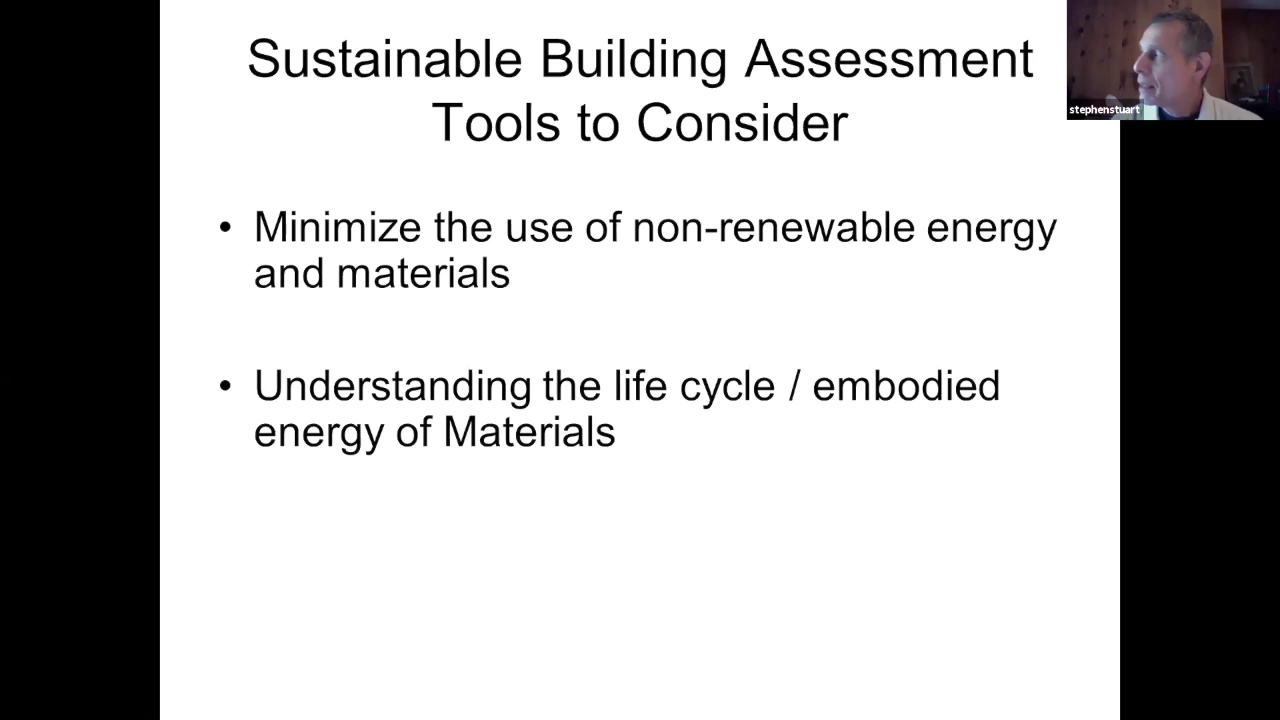 Sustainable Building Assessment
Tools to Consider
stephenstuart
• Minimize the use of non-renewable energy
and materials
• Understanding the life cycle / embodied
energy of Materials